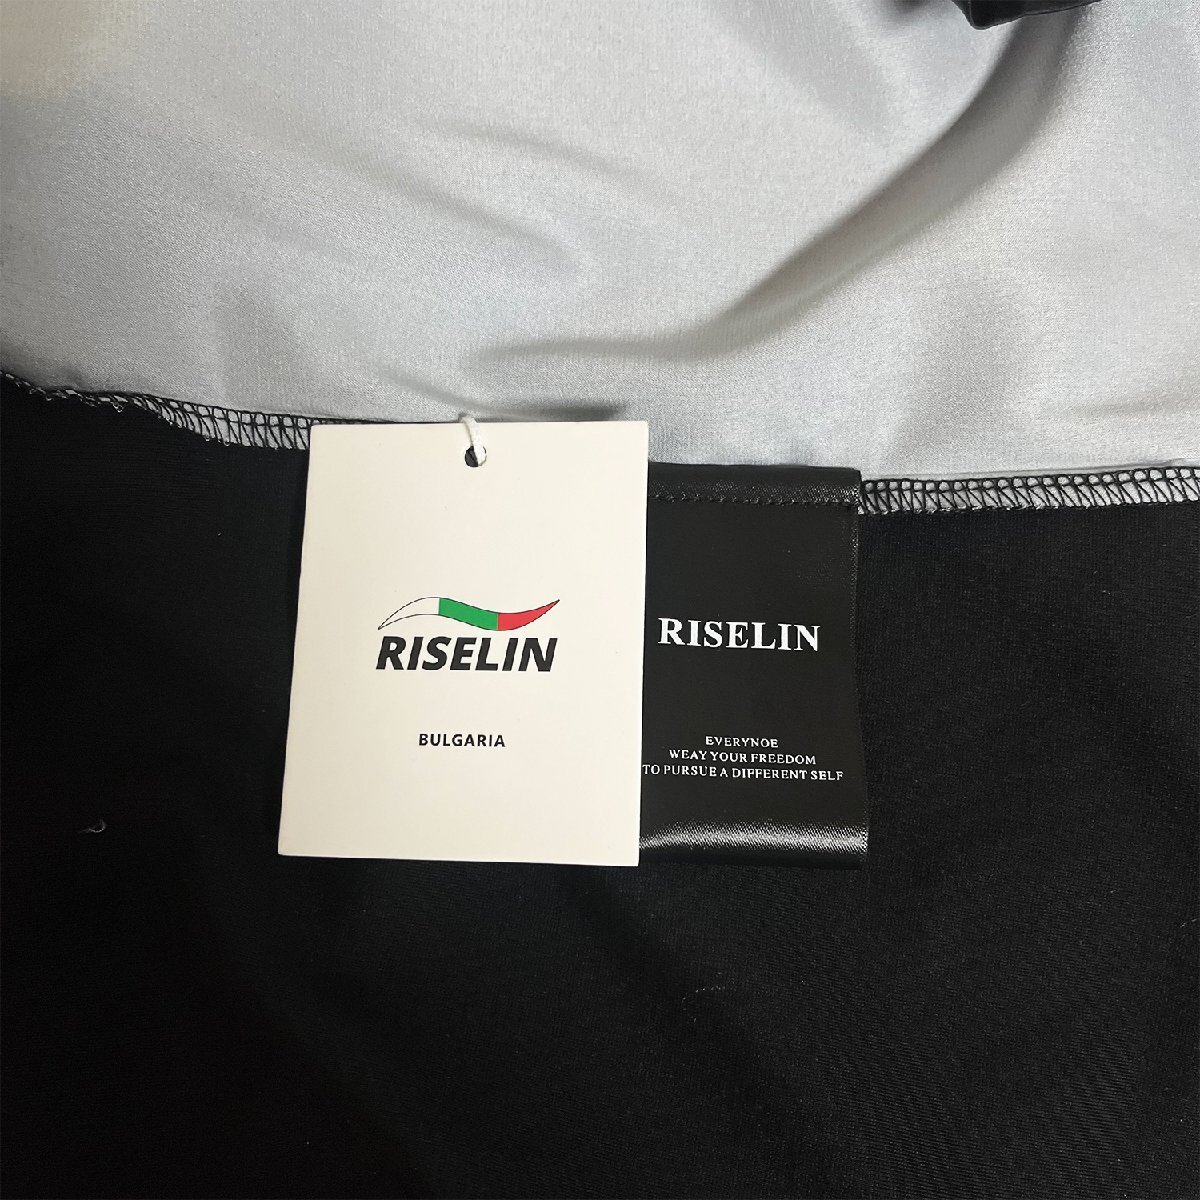 RISELIN
BULGARIA
RISELIN
EVERYNOE
WEAY YOUR FREEDOM
TO PURSUE A DIFFERENT SELF